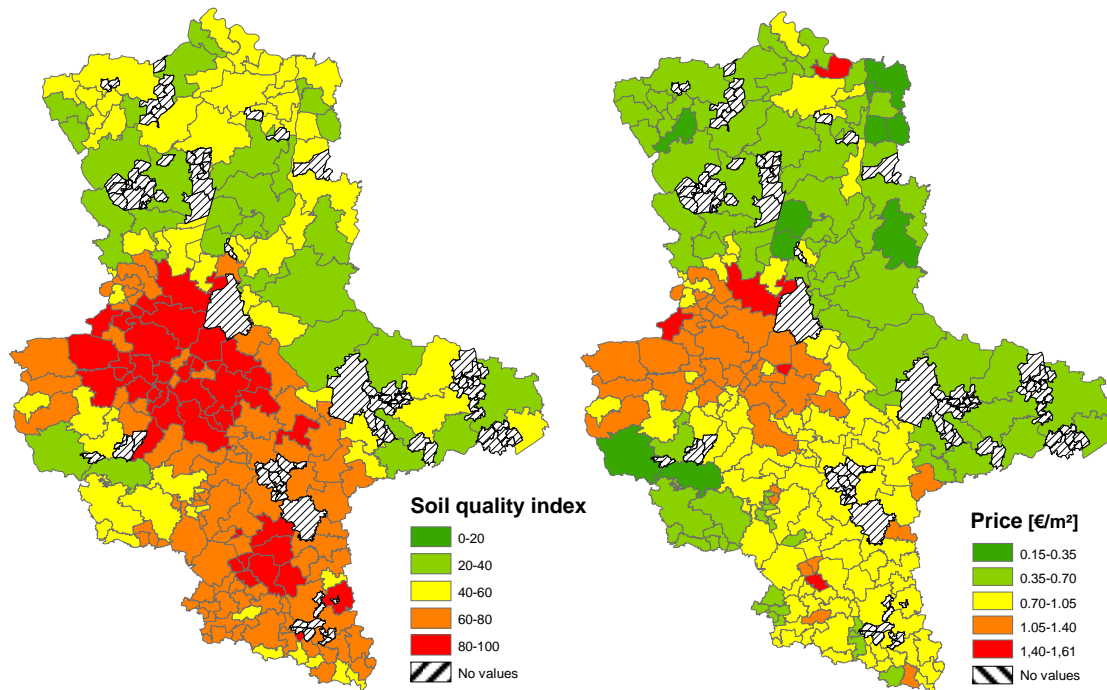 Soil quality index
0-20
20-40
40-60
60-80
80-100
No values
Price [€/m²]
0.15-0.35
0.35-0.70
0.70-1.05
1.05-1.40
1,40-1,61
No values